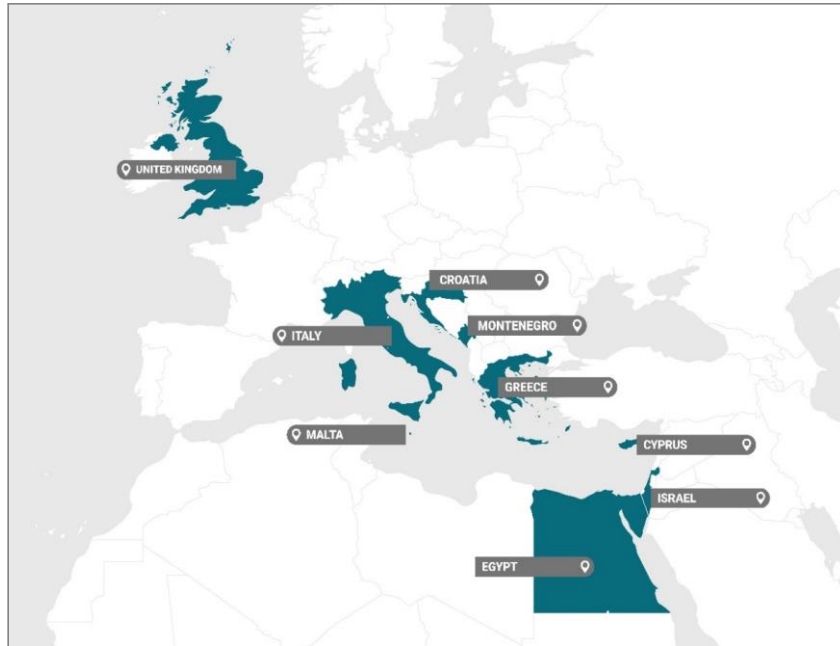 UNITED KINGDOM
CROATIA
MONTENEGRO
ITALY
GREECE
MALTA
CYPRUS
ISRAEL
EGYPT